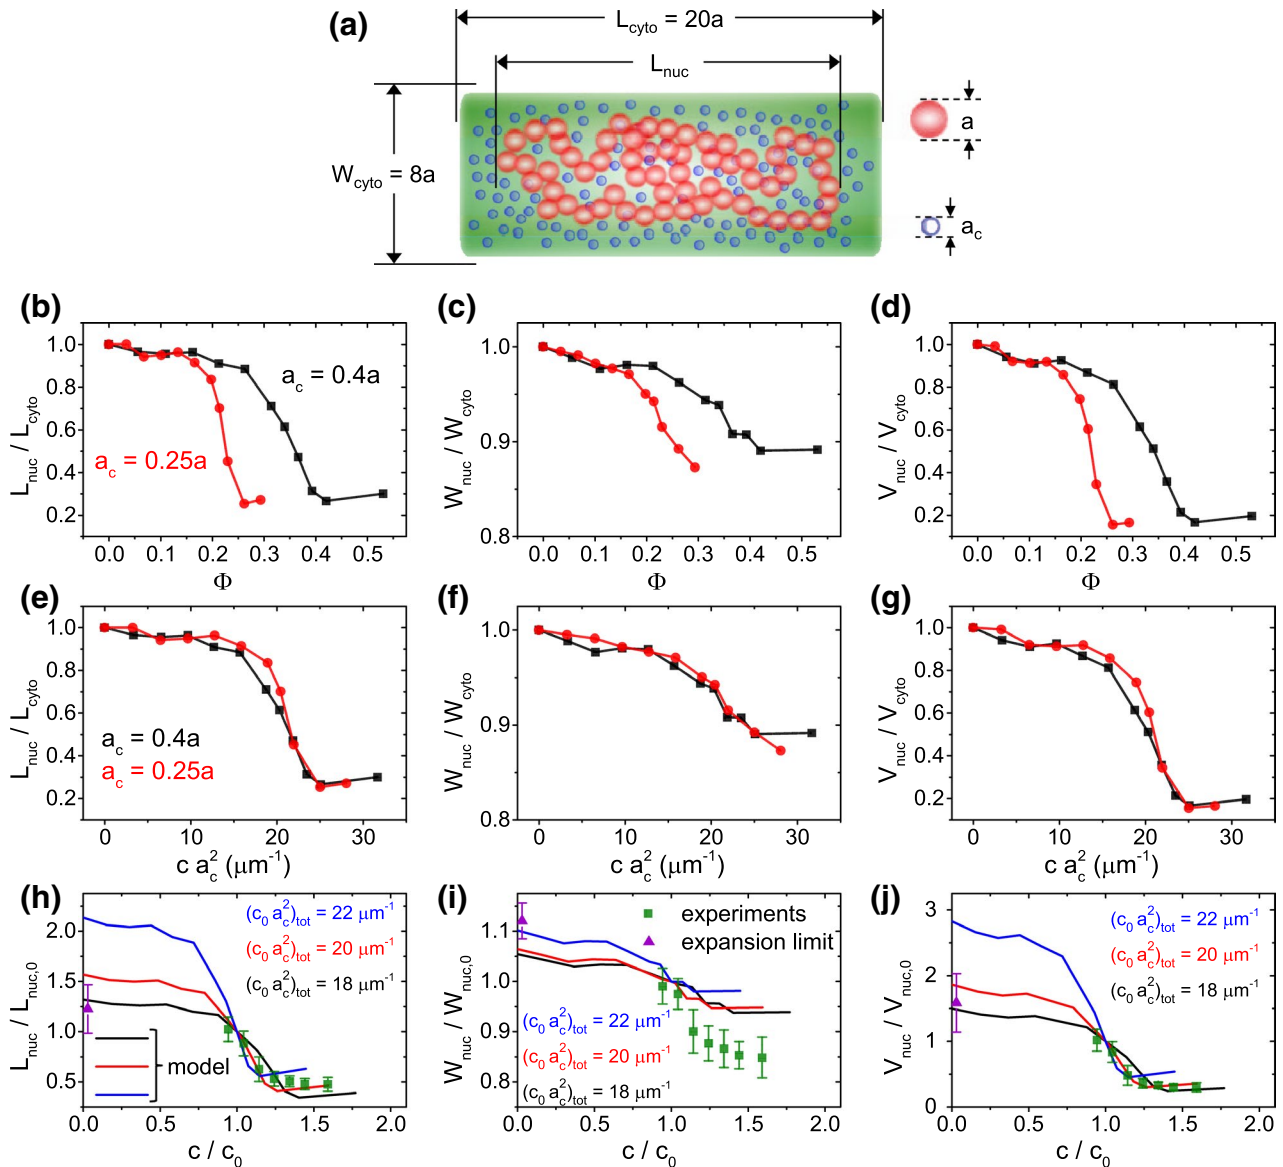 (a)
L_cyto = 20a
L_nuc
W_cyto = 8a
a
a_c
(b)
L_nuc / L_cyto
1.0
0.8
0.6
0.4
0.2
a_c = 0.4a
a_c = 0.25a
0.0 0.1 0.2 0.3 0.4 0.5
Φ
(c)
W_nuc / W_cyto
1.0
0.9
0.8
0.0 0.1 0.2 0.3 0.4 0.5
Φ
(d)
V_nuc / V_cyto
1.0
0.8
0.6
0.4
0.2
0.0 0.1 0.2 0.3 0.4 0.5
Φ
(e)
L_nuc / L_cyto
1.0
0.8
0.6
0.4
0.2
a_c = 0.4a
a_c = 0.25a
0 10 20 30
c a_c^2 (μm^-1)
(f)
W_nuc / W_cyto
1.0
0.9
0.8
0 10 20 30
c a_c^2 (μm^-1)
(g)
V_nuc / V_cyto
1.0
0.8
0.6
0.4
0.2
0 10 20 30
c a_c^2 (μm^-1)
(h)
L_nuc / L_nuc,0
2.0
1.5
1.0
0.5
(c_0 a_c^2)_tot = 22 μm^-1
(c_0 a_c^2)_tot = 20 μm^-1
(c_0 a_c^2)_tot = 18 μm^-1
model
0.0 0.5 1.0 1.5 2.0
c / c_0
(i)
W_nuc / W_nuc,0
1.1
1.0
0.9
0.8
experiments
expansion limit
(c_0 a_c^2)_tot = 22 μm^-1
(c_0 a_c^2)_tot = 20 μm^-1
(c_0 a_c^2)_tot = 18 μm^-1
0.0 0.5 1.0 1.5 2.0
c / c_0
(j)
V_nuc / V_nuc,0
3
2
1
0
(c_0 a_c^2)_tot = 22 μm^-1
(c_0 a_c^2)_tot = 20 μm^-1
(c_0 a_c^2)_tot = 18 μm^-1
0.0 0.5 1.0 1.5 2.0
c / c_0